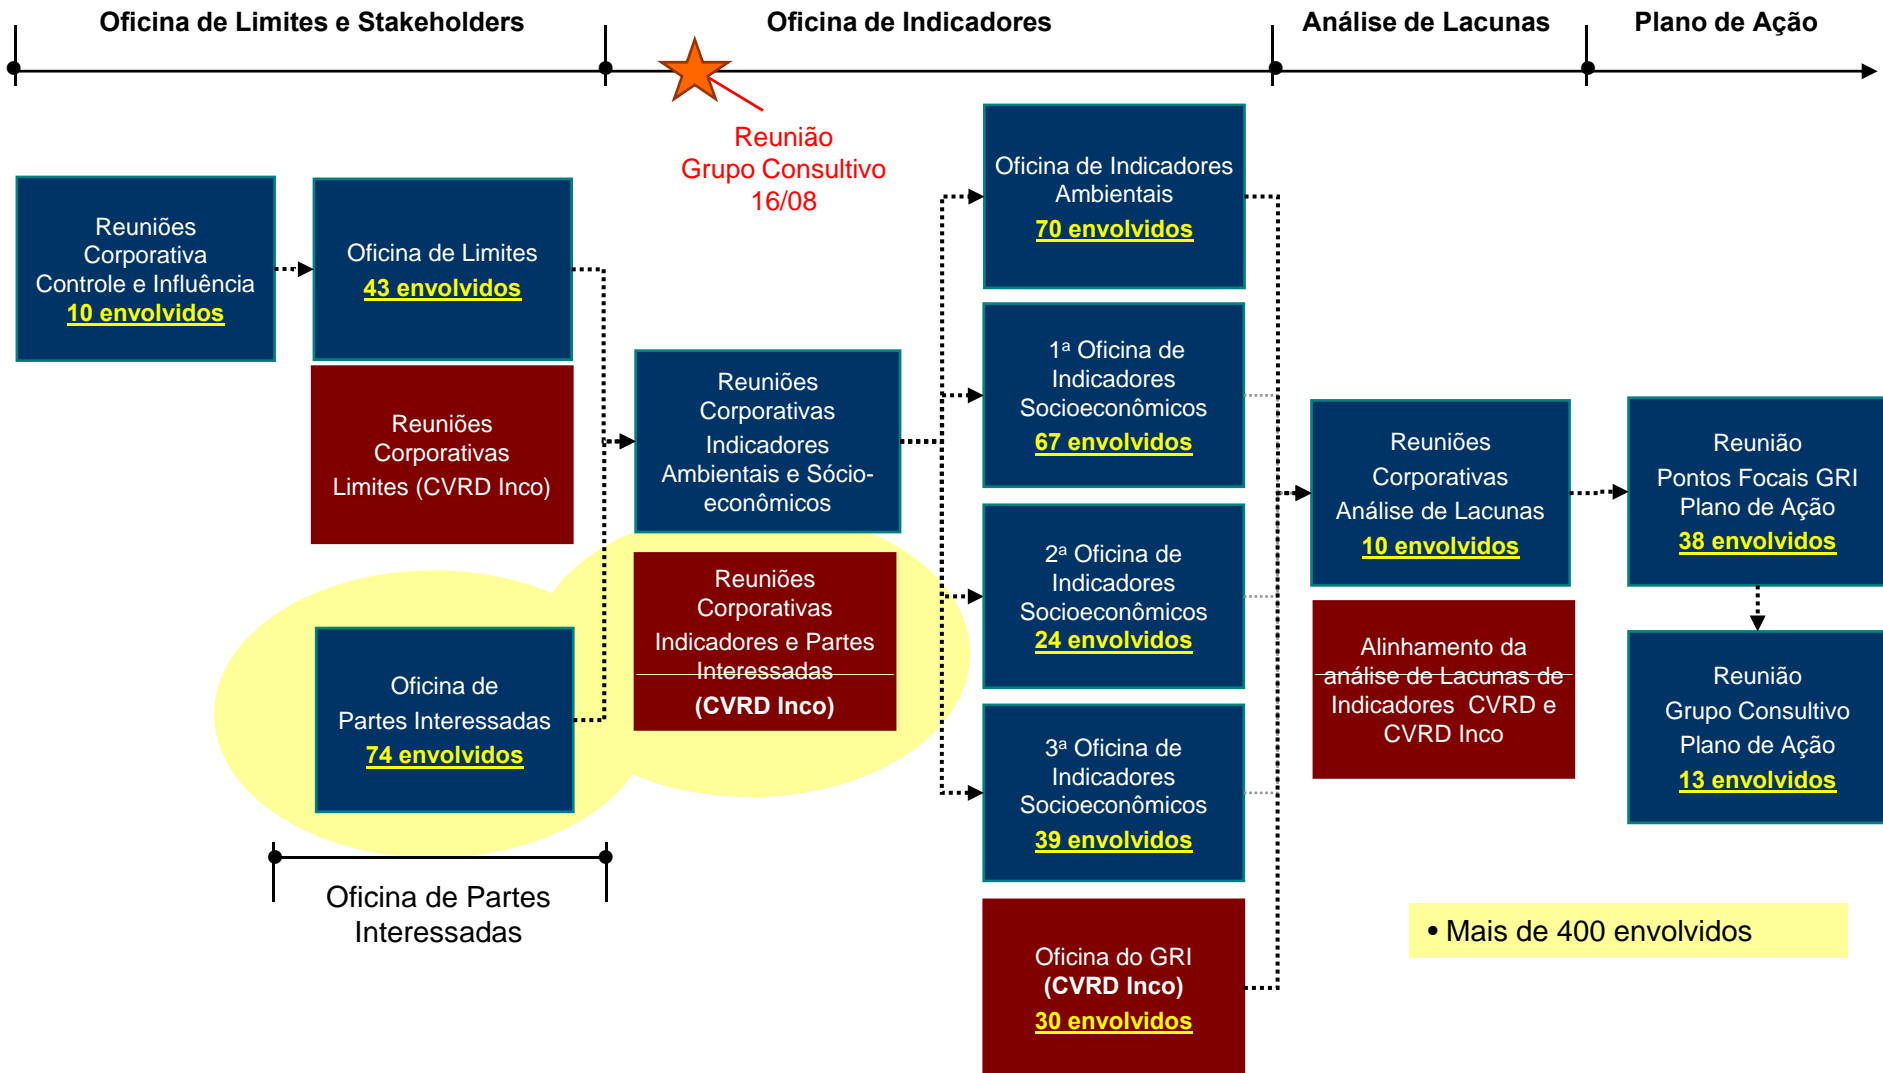 Oficina de Limites e Stakeholders
Oficina de Indicadores
Análise de Lacunas
Plano de Ação
Reunião
Grupo Consultivo
16/08
Reuniões
Corporativa
Controle e Influência
10 envolvidos
Oficina de Limites
43 envolvidos
Reuniões
Corporativas
Limites (CVRD Inco)
Oficina de
Partes Interessadas
74 envolvidos
Oficina de Partes
Interessadas
Reuniões
Corporativas
Indicadores
Ambientais e Sócio-
econômicos
Reuniões
Corporativas
Indicadores e Partes
Interessadas
(CVRD Inco)
Oficina de Indicadores
Ambientais
70 envolvidos
1ª Oficina de
Indicadores
Socioeconômicos
67 envolvidos
2ª Oficina de
Indicadores
Socioeconômicos
24 envolvidos
3ª Oficina de
Indicadores
Socioeconômicos
39 envolvidos
Oficina do GRI
(CVRD Inco)
30 envolvidos
Reuniões
Corporativas
Análise de Lacunas
10 envolvidos
Alinhamento da
análise de Lacunas de
Indicadores CVRD e
CVRD Inco
Reunião
Pontos Focais GRI
Plano de Ação
38 envolvidos
Reunião
Grupo Consultivo
Plano de Ação
13 envolvidos
• Mais de 400 envolvidos